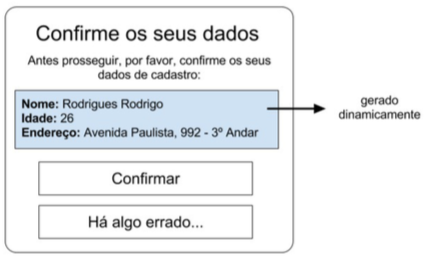 Confirme os seus dados
Antes prosseguir, por favor, confirme os seus
dados de cadastro:
Nome: Rodrigues Rodrigo
Idade: 26
Endereço: Avenida Paulista, 992 - 3º Andar
gerado
dinamicamente
Confirmar
Há algo errado...